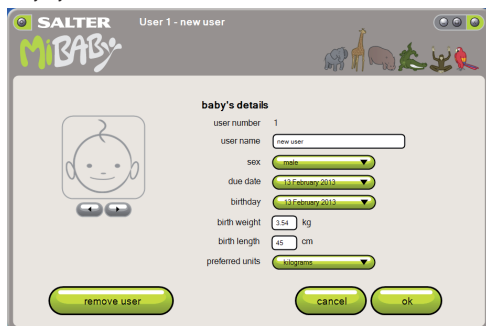 SALTER
User 1 - new user
MiBABY
baby's details
user number 1
user name new user
sex male
due date 13 February 2013
birthday 13 February 2013
birth weight 3.54 kg
birth length 45 cm
preferred units kilograms
remove user
cancel
ok